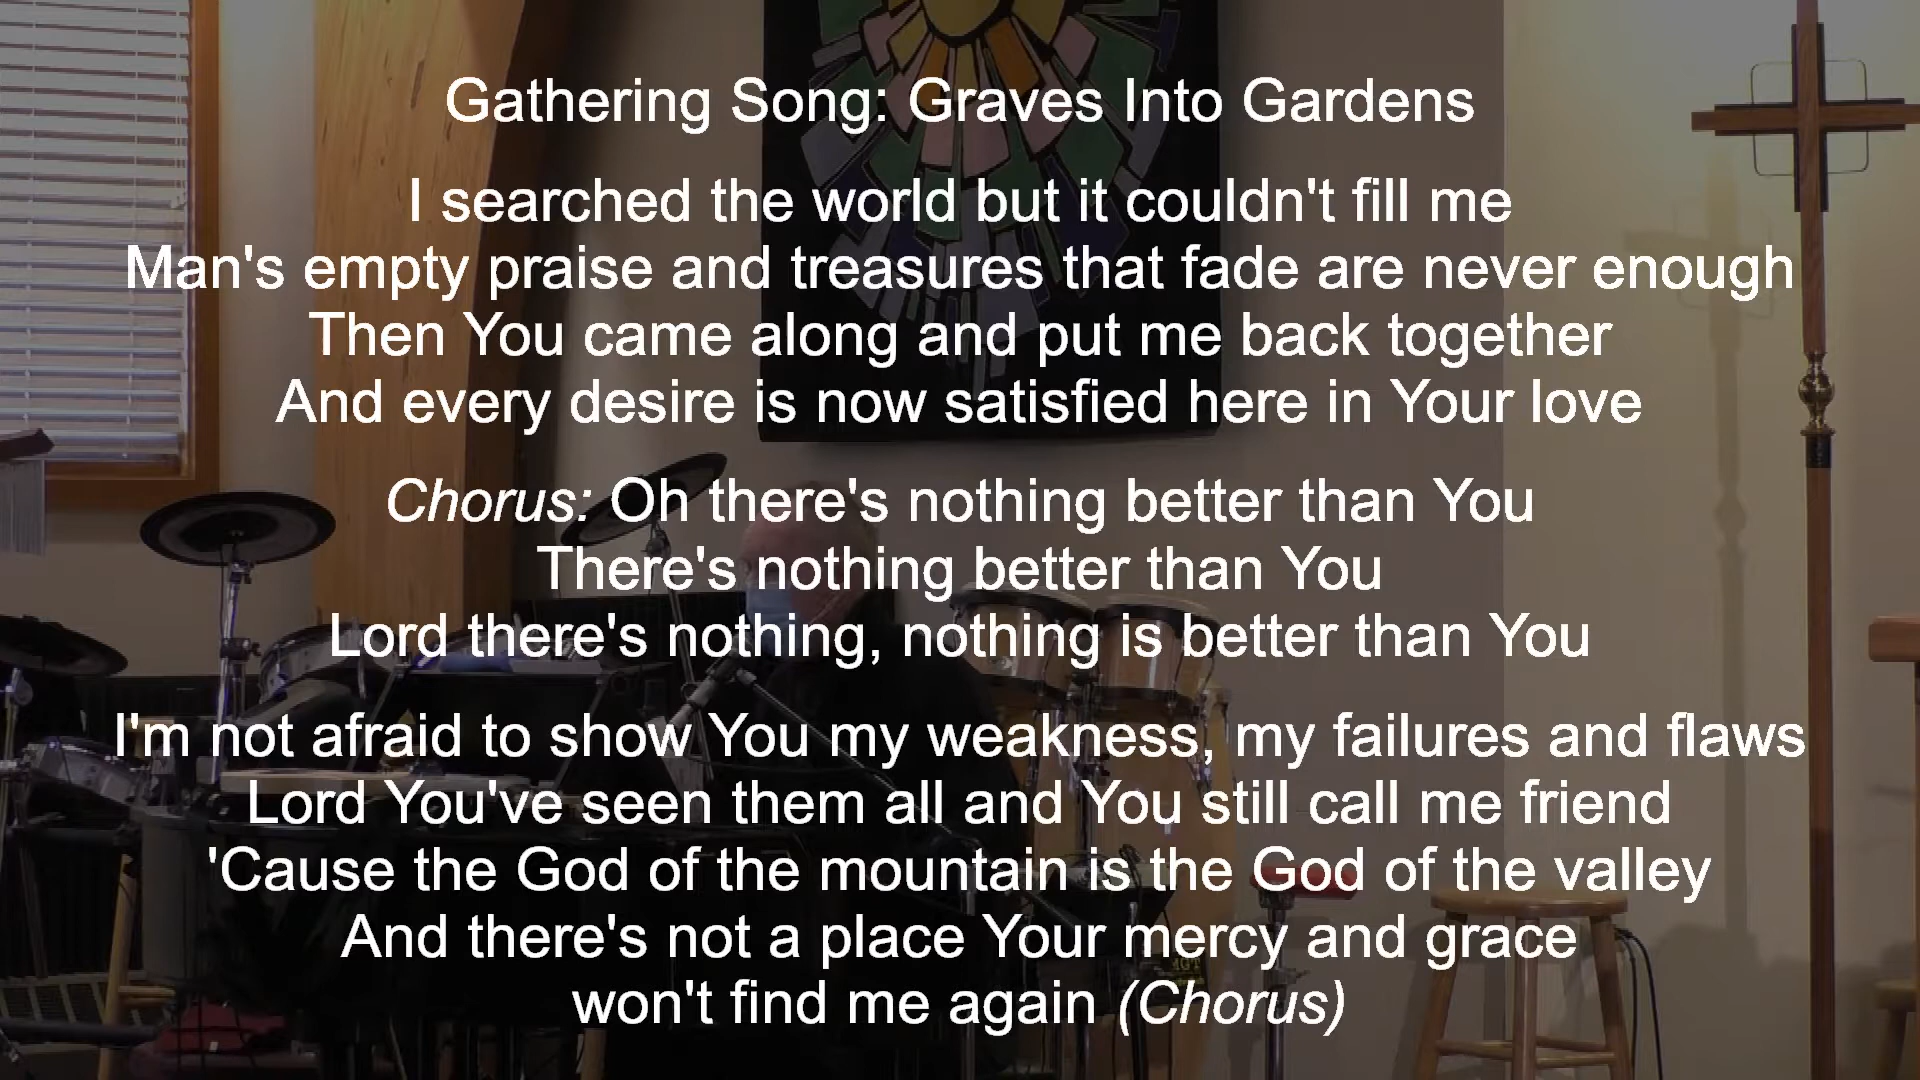 Gathering Song: Graves Into Gardens
I searched the world but it couldn't fill me
Man's empty praise and treasures that fade are never enough
Then You came along and put me back together
And every desire is now satisfied here in Your love
Chorus: Oh there's nothing better than You
There's nothing better than You
Lord there's nothing, nothing is better than You
I'm not afraid to show You my weakness, my failures and flaws
Lord You've seen them all and You still call me friend
'Cause the God of the mountain is the God of the valley
And there's not a place Your mercy and grace
won't find me again (Chorus)